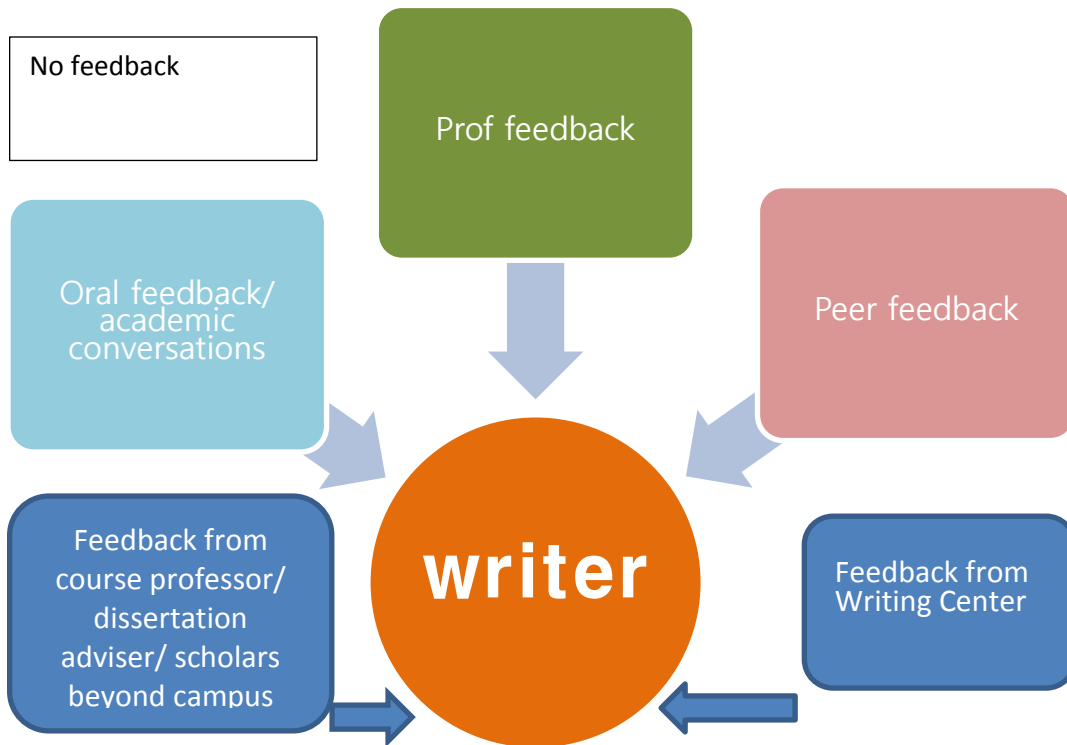 No feedback
Prof feedback
Oral feedback/
academic
conversations
Peer feedback
Feedback from
course professor/
dissertation
adviser/ scholars
beyond campus
writer
Feedback from
Writing Center